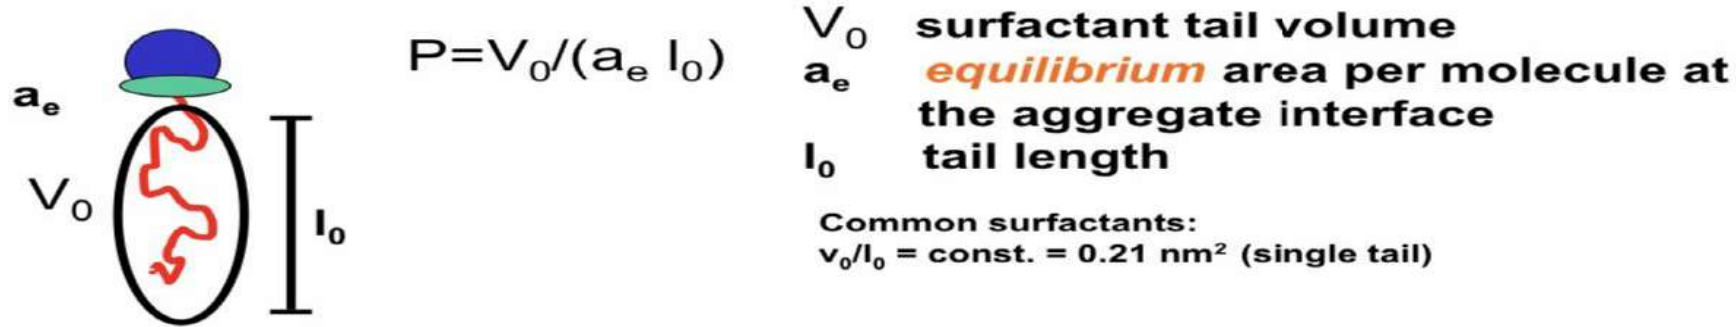 aₑ
V₀
l₀
P=V₀/(aₑ l₀)
V₀ surfactant tail volume
aₑ equilibrium area per molecule at
the aggregate interface
l₀ tail length
Common surfactants:
v₀/l₀ = const. = 0.21 nm² (single tail)